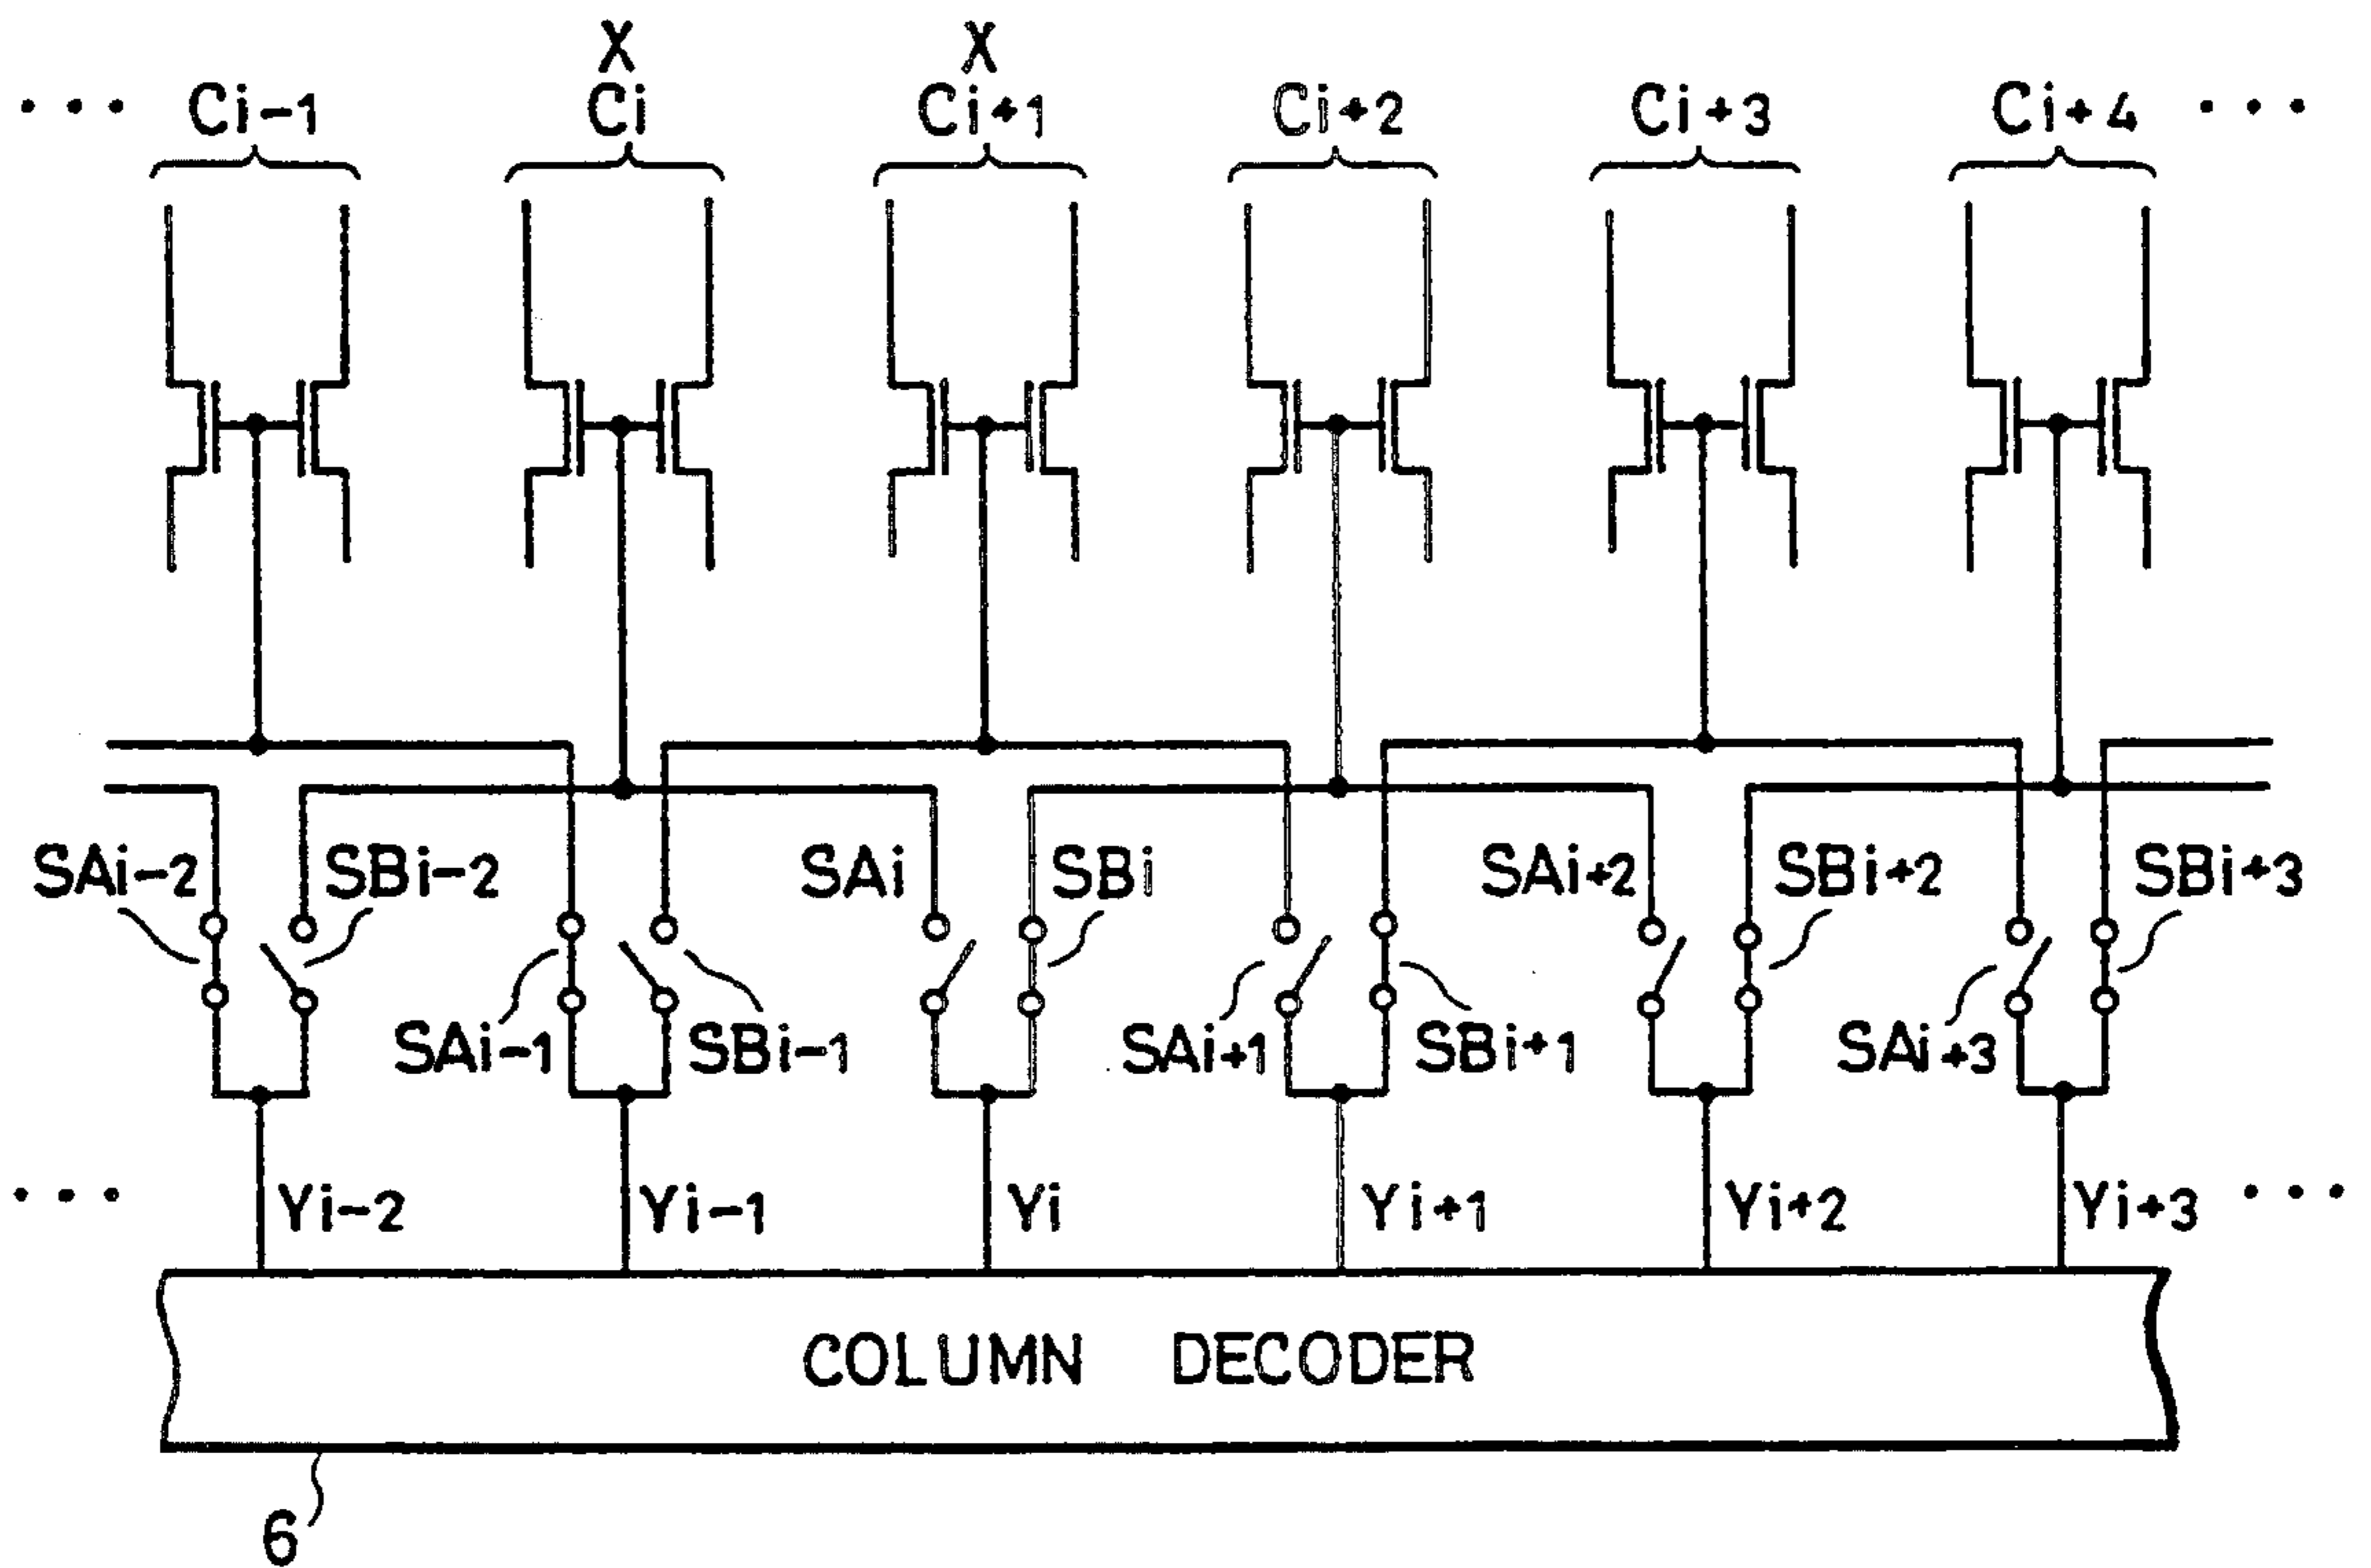 X X
... Ci-1 Ci Ci+1 Ci+2 Ci+3 Ci+4 ...
SAi-2 SBi-2 SAi SBi SAi+2 SBi+2 SBi+3
SAi-1 SBi-1 SAi+1 SBi+1 SAi+3
... Yi-2 Yi-1 Yi Yi+1 Yi+2 Yi+3 ...
COLUMN DECODER
6